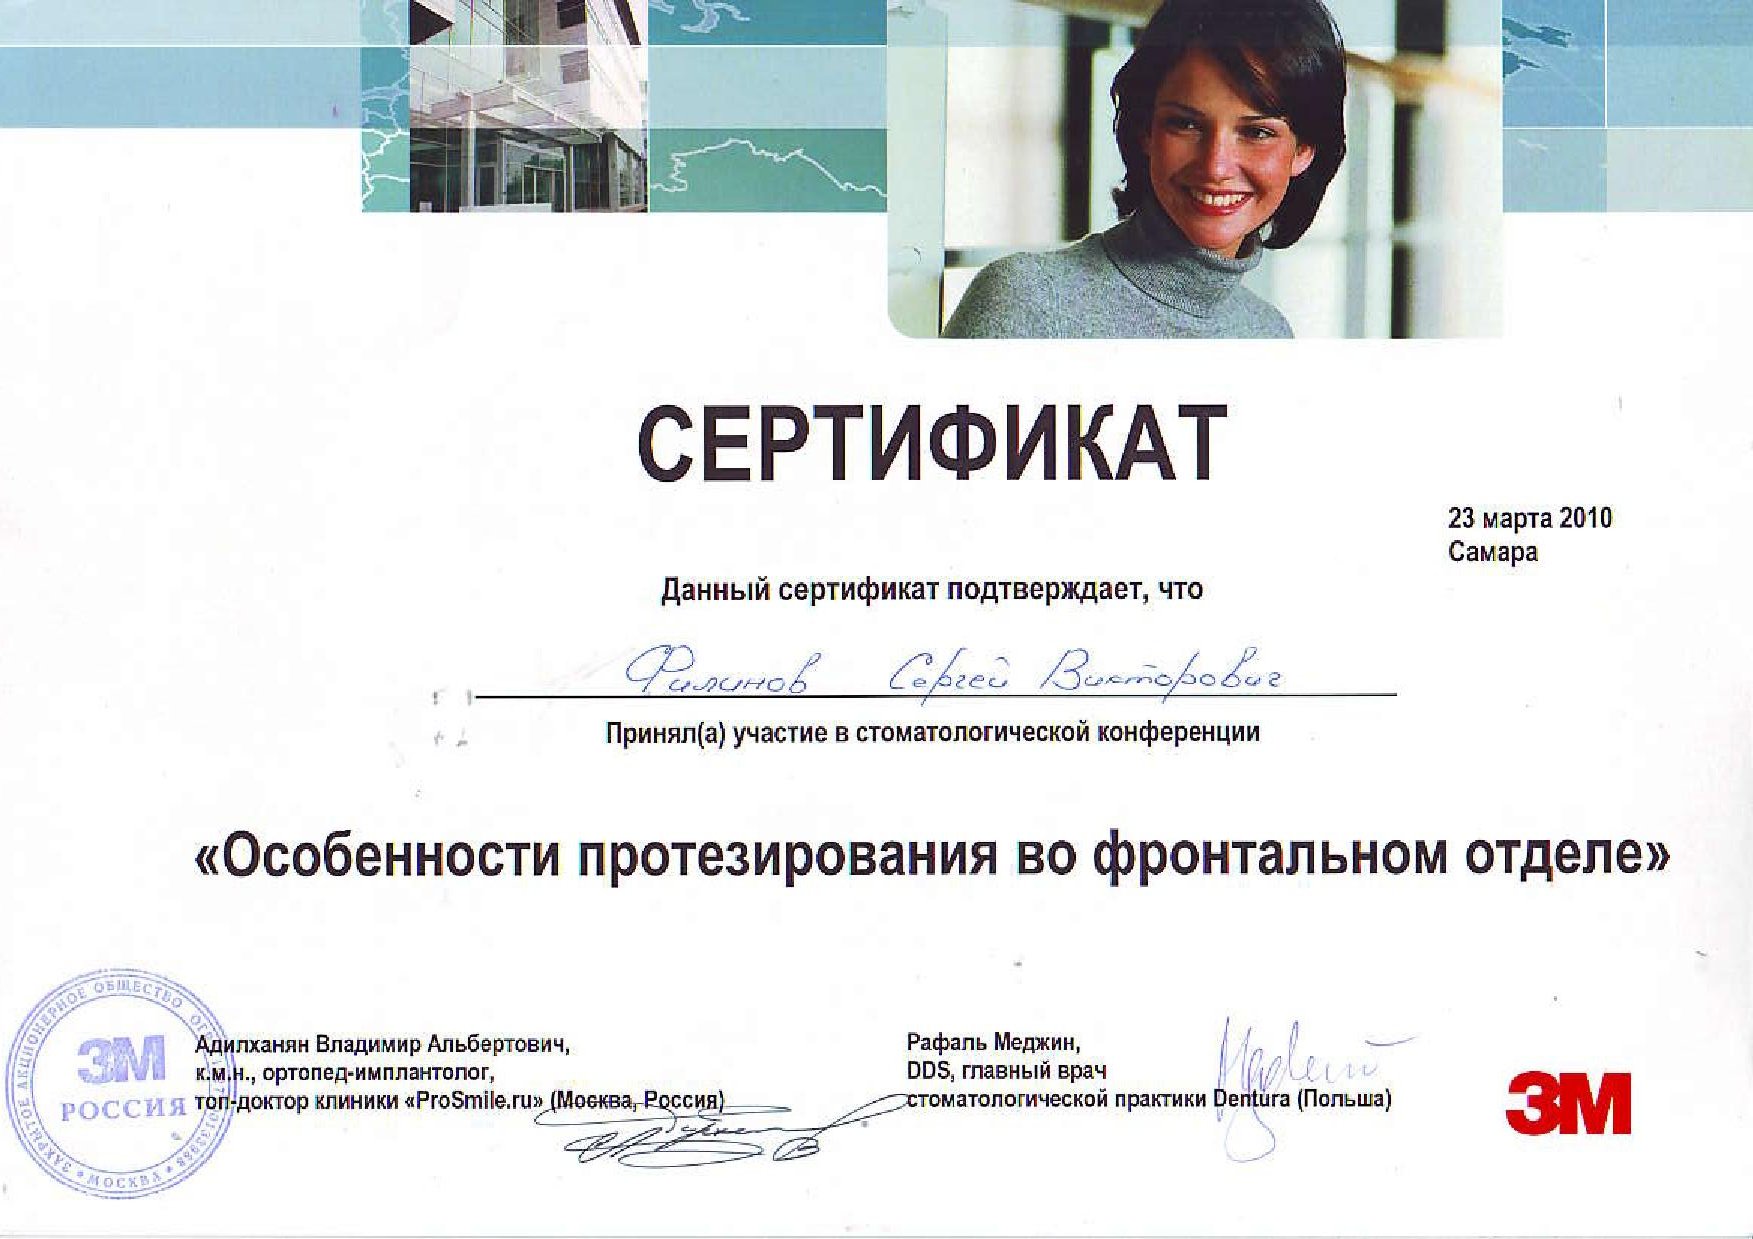 СЕРТИФИКАТ
23 марта 2010
Самара
Данный сертификат подтверждает, что
Филинов Сергей Викторович
Принял(а) участие в стоматологической конференции
«Особенности протезирования во фронтальном отделе»
Адилханян Владимир Альбертович,
к.м.н., ортопед-имплантолог,
топ-доктор клиники «ProSmile.ru» (Москва, Россия)
Рафаль Меджин,
DDS, главный врач
стоматологической практики Dentura (Польша)
3M
ЗАКРЫТОЕ АКЦИОНЕРНОЕ ОБЩЕСТВО
3M
РОССИЯ
МОСКВА